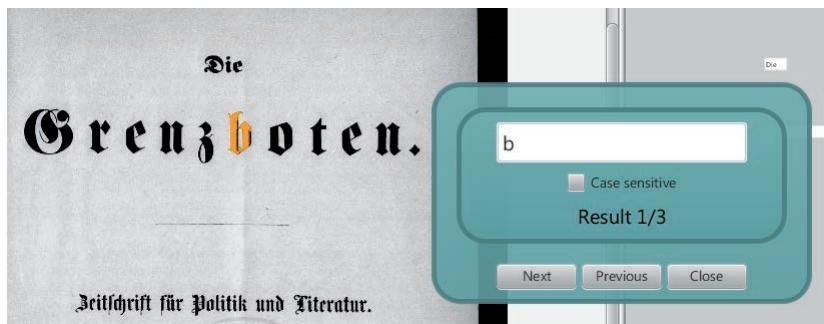 Die
Grenzboten.
Zeitſchrift für Politik und Literatur.
Die
b
Case sensitive
Result 1/3
Next
Previous
Close